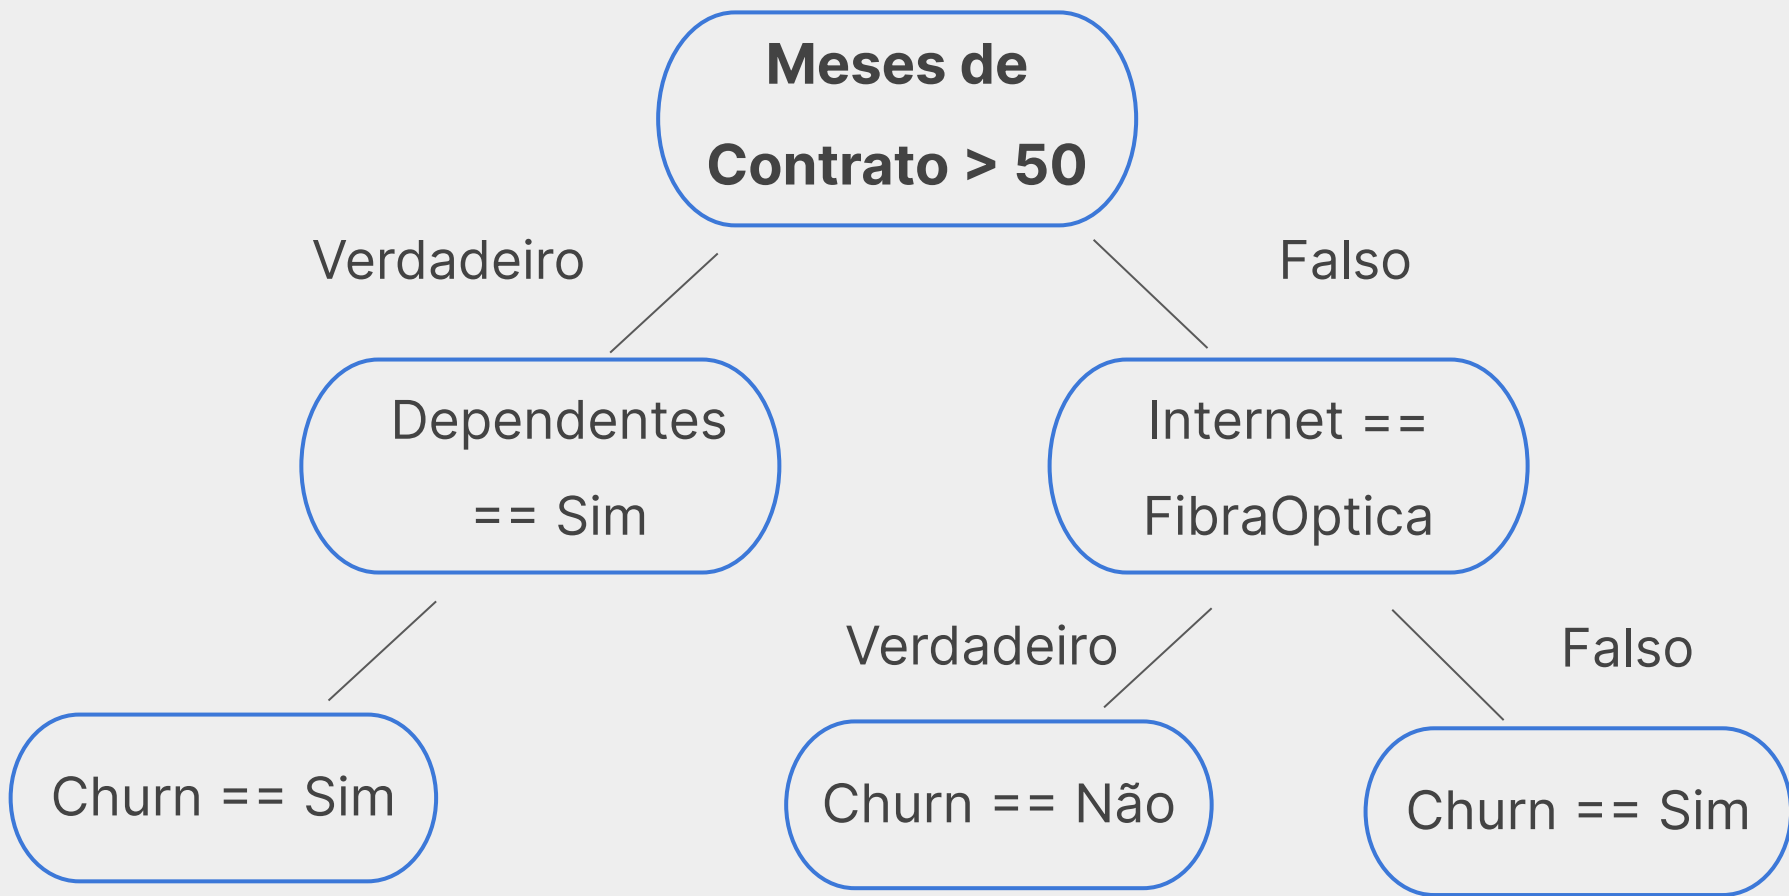 Meses de
Contrato > 50
Verdadeiro
Falso
Dependentes
== Sim
Internet ==
FibraOptica
Verdadeiro
Falso
Churn == Sim
Churn == Não
Churn == Sim